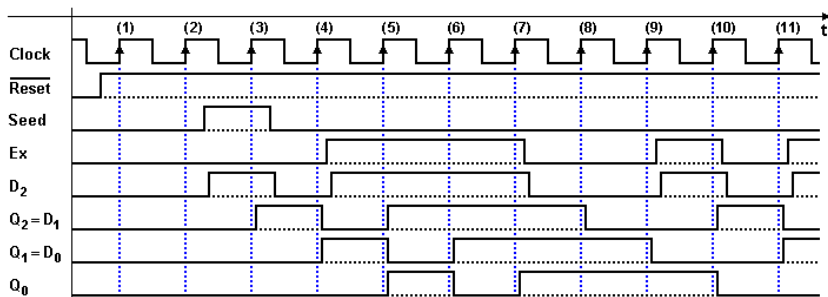 (1) (2) (3) (4) (5) (6) (7) (8) (9) (10) (11) t
Clock
Reset
Seed
Ex
D₂
Q₂=D₁
Q₁=D₀
Q₀